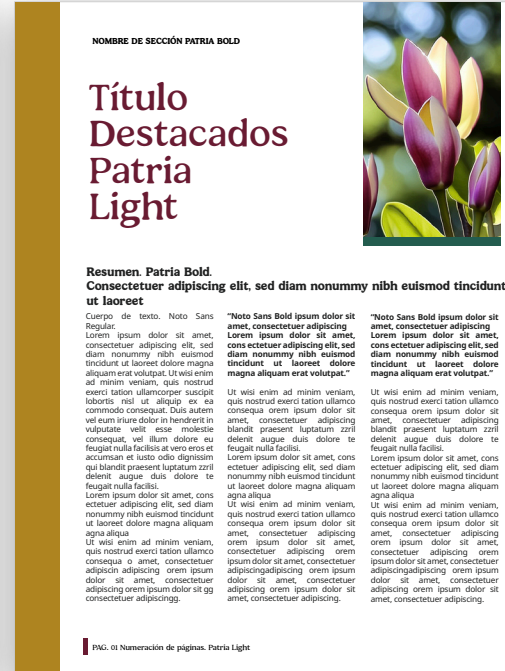 NOMBRE DE SECCIÓN PATRIA BOLD
Título
Destacados
Patria
Light
Resumen. Patria Bold.
Consectetuer adipiscing elit, sed diam nonummy nibh euismod tincidunt
ut laoreet
Cuerpo de texto. Noto Sans
Regular.
Lorem ipsum dolor sit amet,
consectetuer adipiscing elit, sed
diam nonummy nibh euismod
tincidunt ut laoreet dolore magna
aliquam erat volutpat. Ut wisi enim
ad minim veniam, quis nostrud
exerci tation ullamcorper suscipit
lobortis nisl ut aliquip ex ea
commodo consequat. Duis autem
vel eum iriure dolor in hendrerit in
vulputate velit esse molestie
consequat, vel illum dolore eu
feugiat nulla facilisis at vero eros et
accumsan et iusto odio dignissim
qui blandit praesent luptatum zzril
delenit augue duis dolore te
feugait nulla facilisi.
Lorem ipsum dolor sit amet, cons
ectetuer adipiscing elit, sed diam
nonummy nibh euismod tincidunt
ut laoreet dolore magna aliquam
agna aliqua
Ut wisi enim ad minim veniam,
quis nostrud exerci tation ullamco
consequa o amet, consectetuer
adipiscin adipiscing orem ipsum
dolor sit amet, consectetuer
adipiscing orem ipsum dolor sit gg
consectetuer adipiscingg.
"Noto Sans Bold ipsum dolor sit
amet, consectetuer adipiscing
Lorem ipsum dolor sit amet,
cons ectetuer adipiscing elit, sed
diam nonummy nibh euismod
tincidunt ut laoreet dolore
magna aliquam erat volutpat."
Ut wisi enim ad minim veniam,
quis nostrud exerci tation ullamco
consequa orem ipsum dolor sit
amet, consectetuer adipiscing
blandit praesent luptatum zzril
delenit augue duis dolore te
feugait nulla facilisi.
Lorem ipsum dolor sit amet, cons
ectetuer adipiscing elit, sed diam
nonummy nibh euismod tincidunt
ut laoreet dolore magna aliquam
agna aliqua
Ut wisi enim ad minim veniam,
quis nostrud exerci tation ullamco
consequa orem ipsum dolor sit
amet, consectetuer adipiscing
orem ipsum dolor sit amet,
consectetuer adipiscing orem
ipsum dolor sit amet, consectetuer
adipiscingadipiscing orem ipsum
dolor sit amet, consectetuer
adipiscing orem ipsum dolor sit
amet, consectetuer adipiscing.
"Noto Sans Bold ipsum dolor sit
amet, consectetuer adipiscing
Lorem ipsum dolor sit amet,
cons ectetuer adipiscing elit, sed
diam nonummy nibh euismod
tincidunt ut laoreet dolore
magna aliquam erat volutpat."
Ut wisi enim ad minim veniam,
quis nostrud exerci tation ullamco
consequa orem ipsum dolor sit
amet, consectetuer adipiscing
blandit praesent luptatum zzril
delenit augue duis dolore te
feugait nulla facilisi.
Lorem ipsum dolor sit amet, cons
ectetuer adipiscing elit, sed diam
nonummy nibh euismod tincidunt
ut laoreet dolore magna aliquam
agna aliqua
Ut wisi enim ad minim veniam,
quis nostrud exerci tation ullamco
consequa orem ipsum dolor sit
amet, consectetuer adipiscing
orem ipsum dolor sit amet,
consectetuer adipiscing orem
ipsum dolor sit amet, consectetuer
adipiscingadipiscing orem ipsum
dolor sit amet, consectetuer
adipiscing orem ipsum dolor sit
amet, consectetuer adipiscing.
PAG. 01 Numeración de páginas. Patria Light